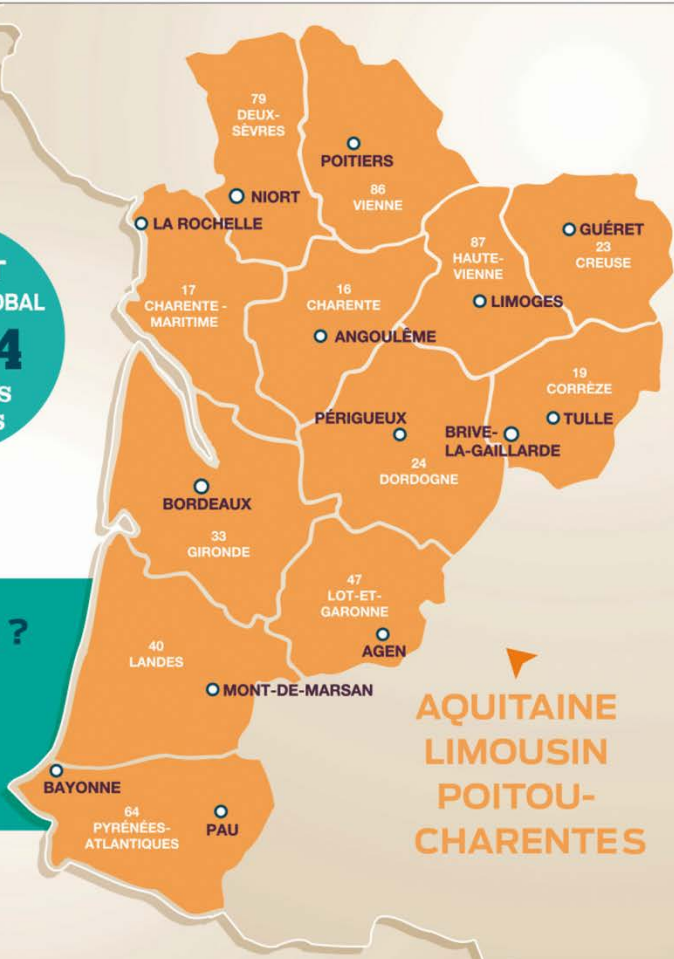 79
DEUX-
SÈVRES
POITIERS
86
VIENNE
NIORT
LA ROCHELLE
GUÉRET
23
CREUSE
87
HAUTE-
VIENNE
17
CHARENTE -
MARITIME
16
CHARENTE
LIMOGES
OBAL
4
S
S
ANGOULÊME
19
CORRÈZE
PÉRIGUEUX
TULLE
BRIVE-
LA-GAILLARDE
24
DORDOGNE
BORDEAUX
33
GIRONDE
47
LOT-ET-
GARONNE
?
AGEN
40
LANDES
MONT-DE-MARSAN
AQUITAINE
LIMOUSIN
POITOU-
CHARENTES
BAYONNE
64
PYRÉNÉES-
ATLANTIQUES
PAU